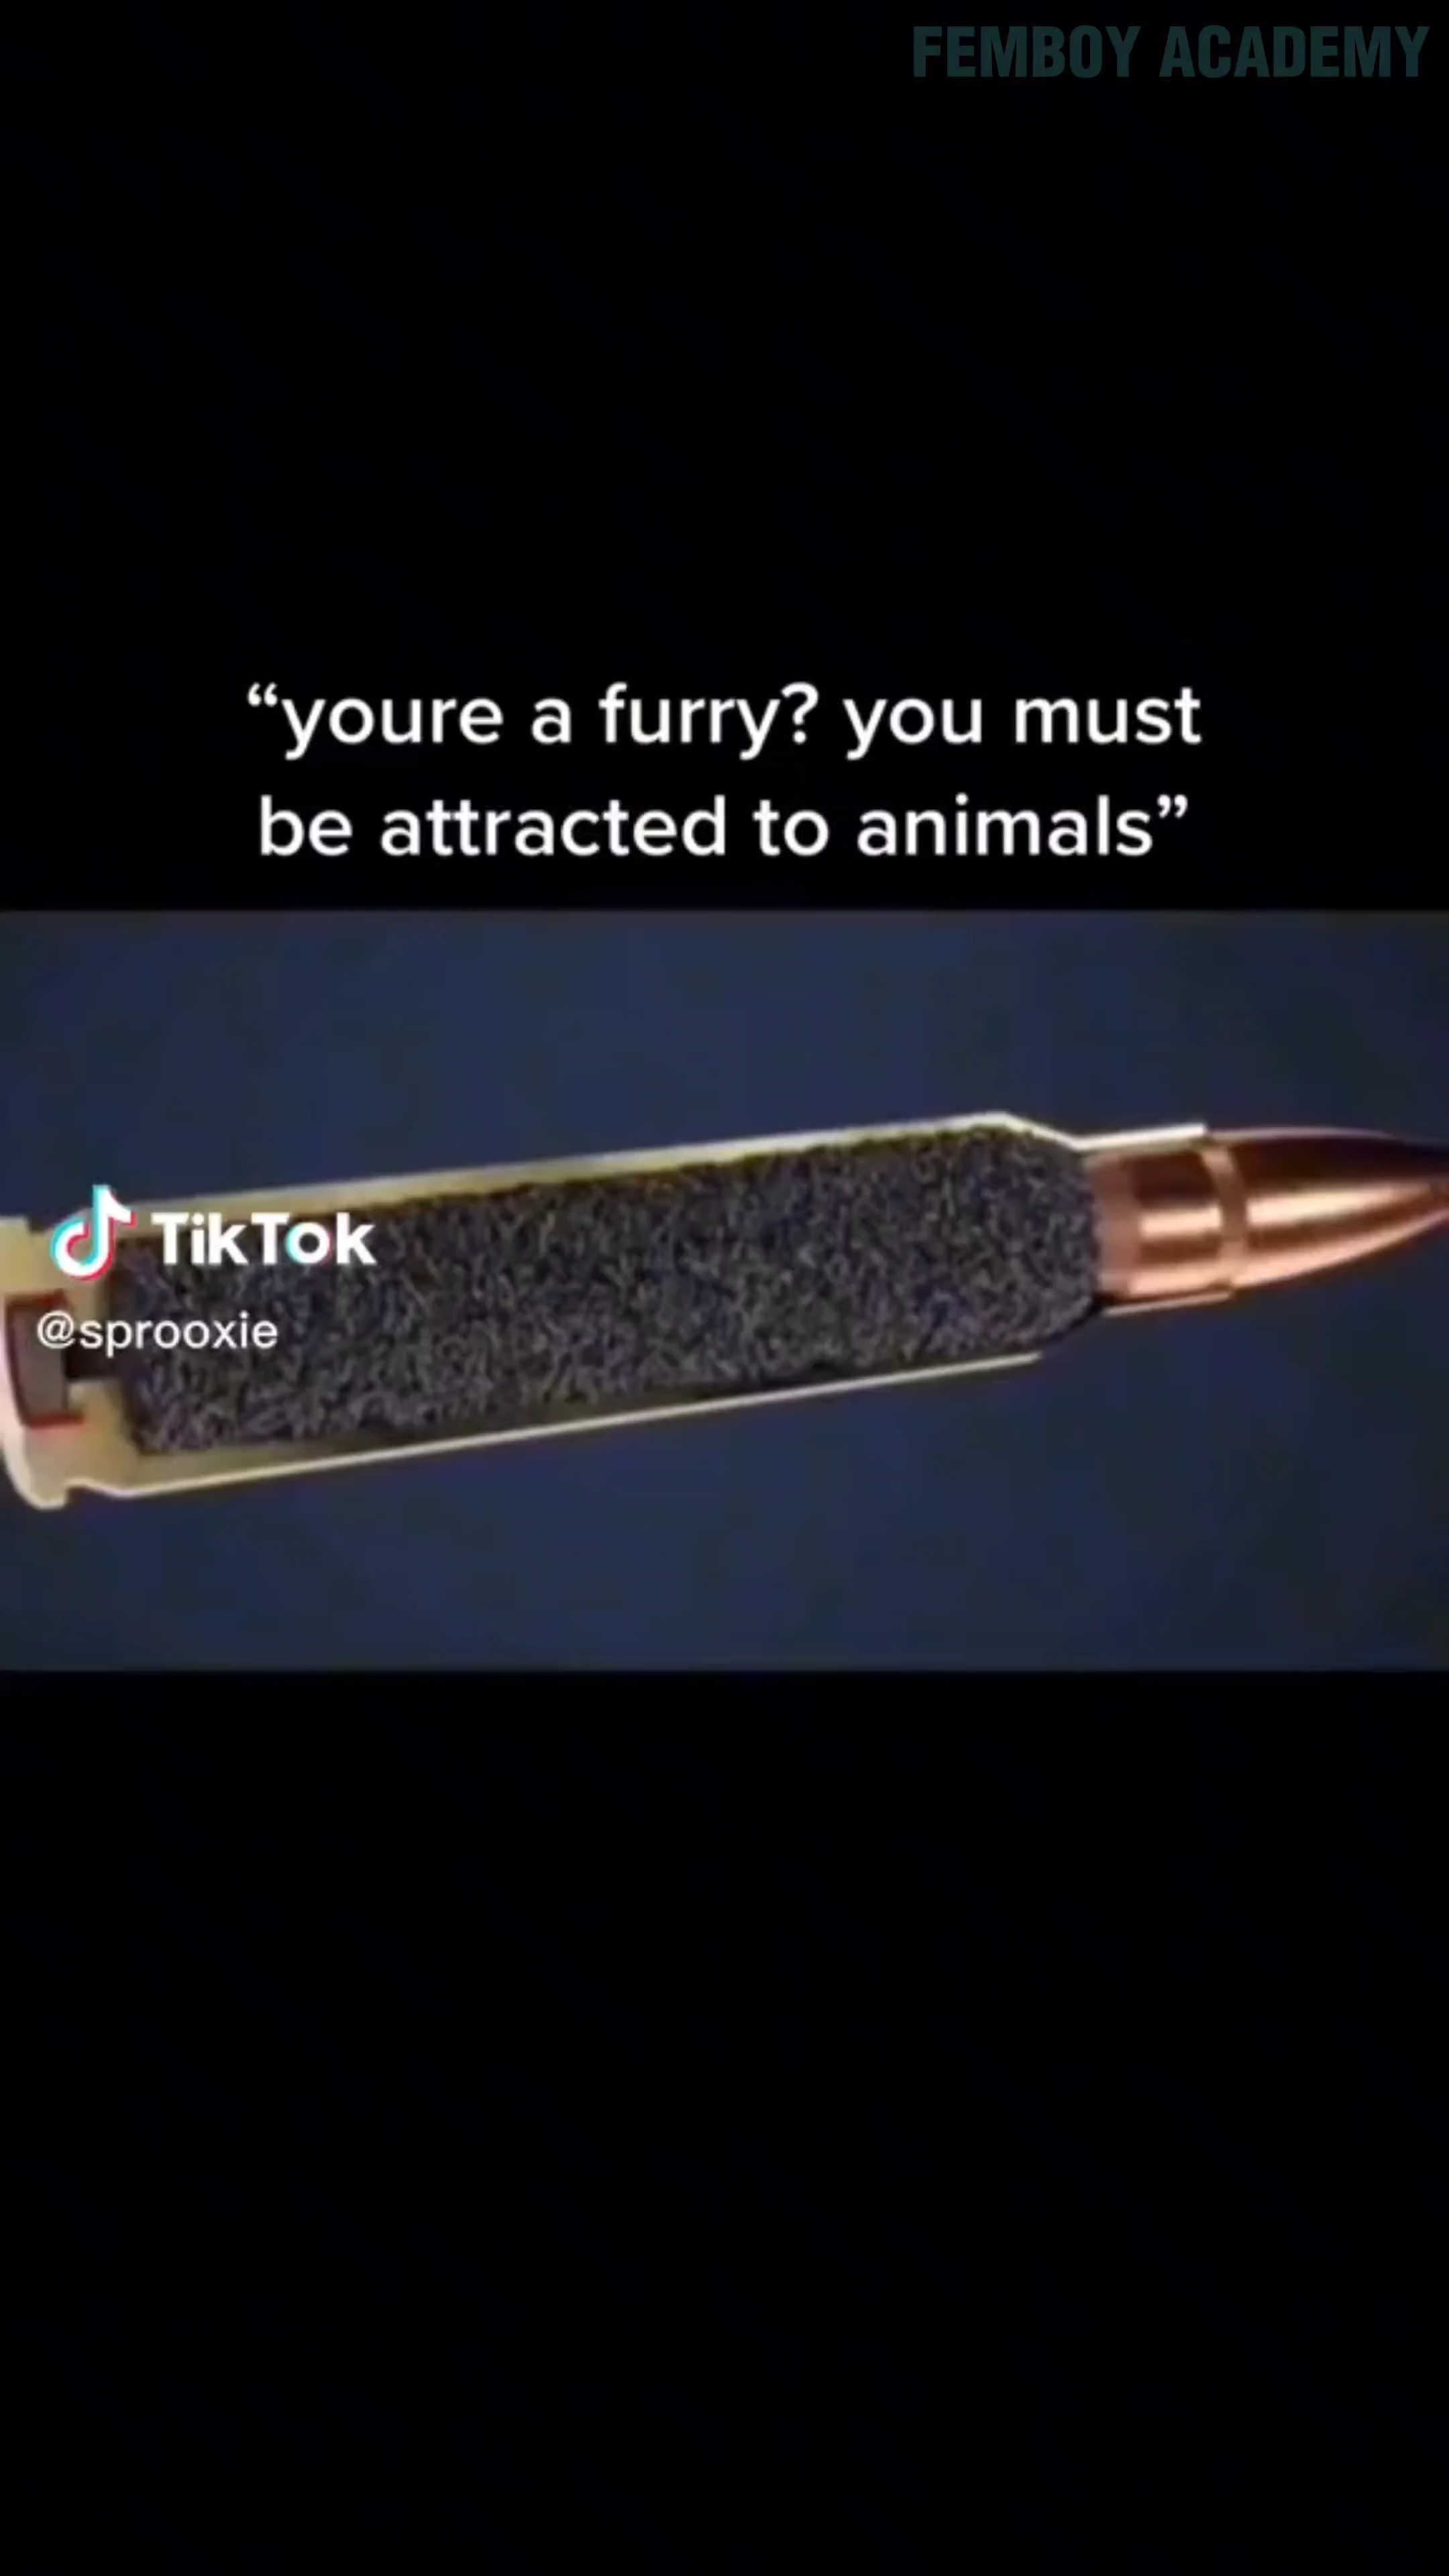 FEMBOY ACADEMY
“youre a furry? you must
be attracted to animals”
TikTok
@sprooxie